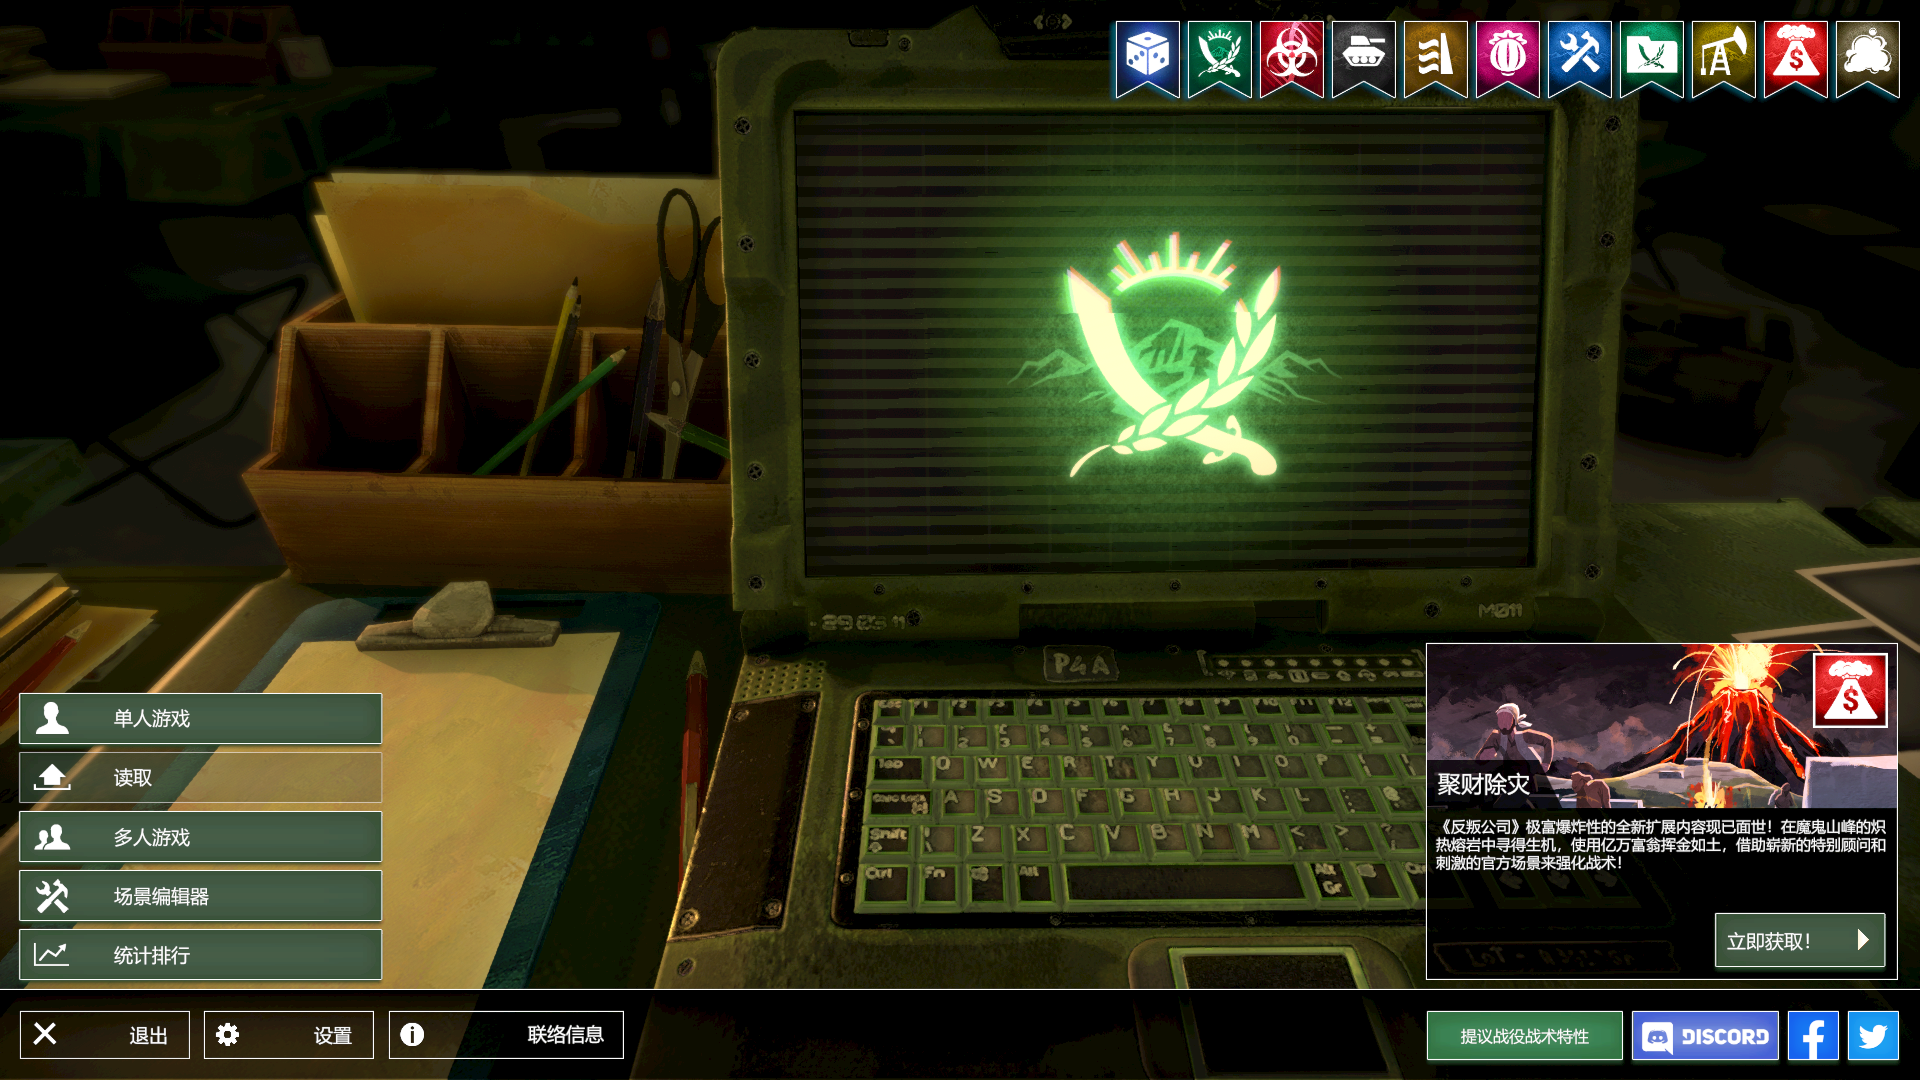 29 03 11
M011
P4A
单人游戏
读取
多人游戏
场景编辑器
统计排行
聚财除灾
《反叛公司》极富爆炸性的全新扩展内容现已面世！在魔鬼山峰的炽
热熔岩中寻得生机，使用亿万富翁挥金如土，借助崭新的特别顾问和
刺激的官方场景来强化战术！
立即获取！
退出
设置
联络信息
提议战役战术特性
DISCORD